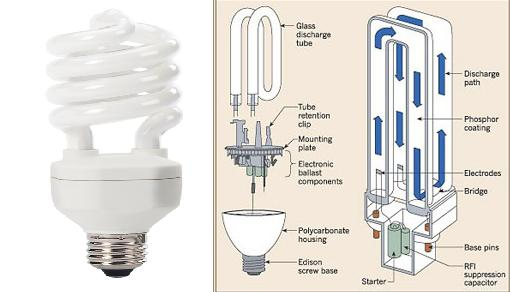 Glass
discharge
tube
Tube
retention
clip
Mounting
plate
Electronic
ballast
components
Polycarbonate
housing
Edison
screw base
Discharge
path
Phosphor
coating
Electrodes
Bridge
Base pins
RFI
suppression
capacitor
Starter